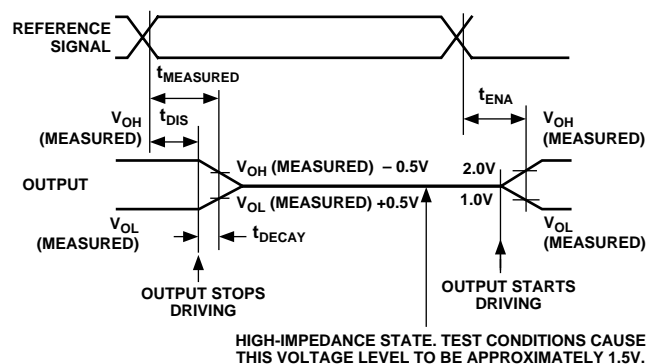 REFERENCE
SIGNAL
tMEASURED
tENA
VOH
(MEASURED)
tDIS
VOH
(MEASURED)
VOH (MEASURED) – 0.5V
2.0V
OUTPUT
VOL (MEASURED) +0.5V
1.0V
VOL
(MEASURED)
tDECAY
VOL
(MEASURED)
OUTPUT STOPS
DRIVING
OUTPUT STARTS
DRIVING
HIGH-IMPEDANCE STATE. TEST CONDITIONS CAUSE
THIS VOLTAGE LEVEL TO BE APPROXIMATELY 1.5V.